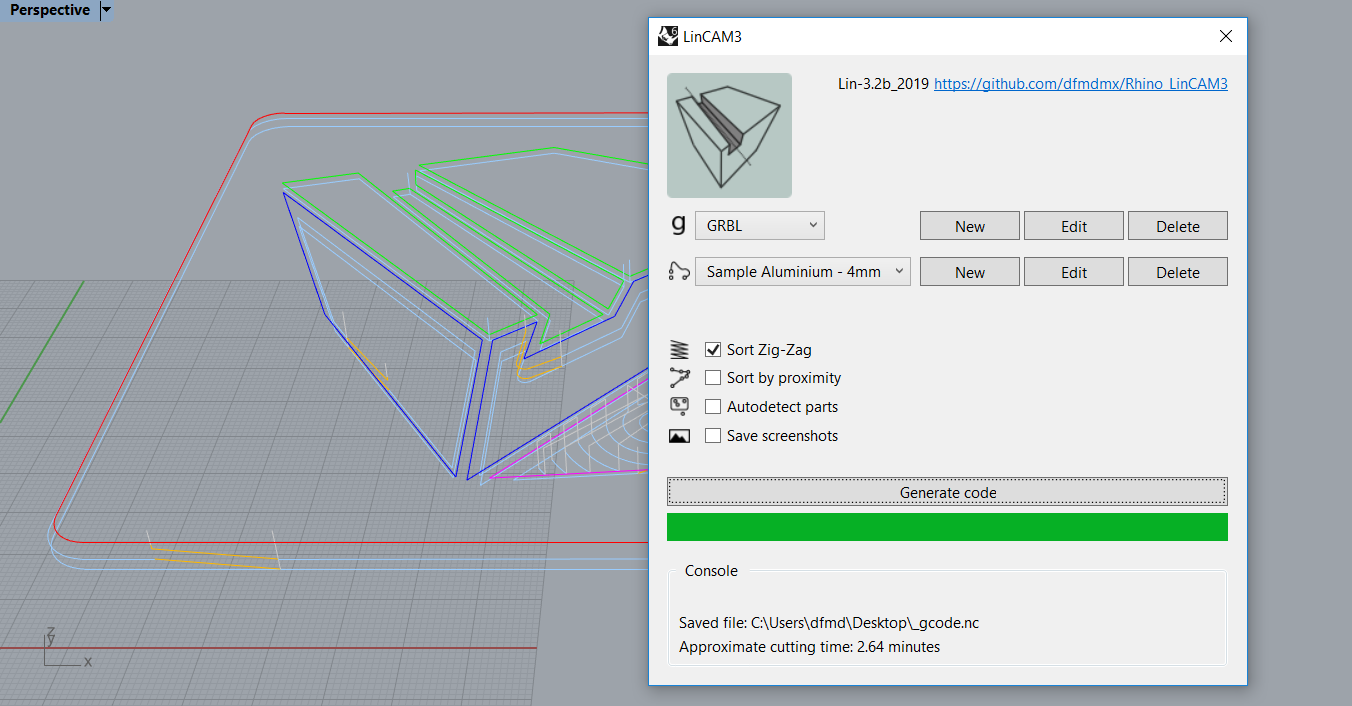 Perspective
LinCAM3
Lin-3.2b_2019 https://github.com/dfmdmx/Rhino_LinCAM3
g GRBL New Edit Delete
Sample Aluminium - 4mm New Edit Delete
Sort Zig-Zag
Sort by proximity
Autodetect parts
Save screenshots
Generate code
Console
Saved file: C:\Users\dfmd\Desktop\_gcode.nc
Approximate cutting time: 2.64 minutes
z
y
x